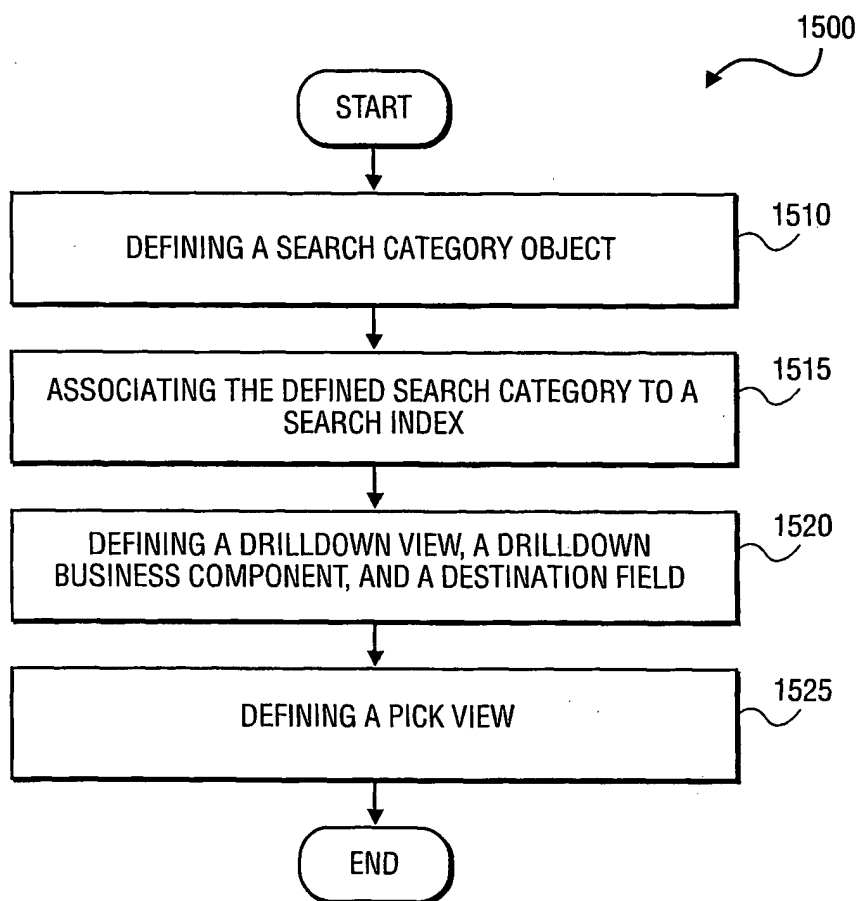 1500
START
1510
DEFINING A SEARCH CATEGORY OBJECT
1515
ASSOCIATING THE DEFINED SEARCH CATEGORY TO A
SEARCH INDEX
1520
DEFINING A DRILLDOWN VIEW, A DRILLDOWN
BUSINESS COMPONENT, AND A DESTINATION FIELD
1525
DEFINING A PICK VIEW
END